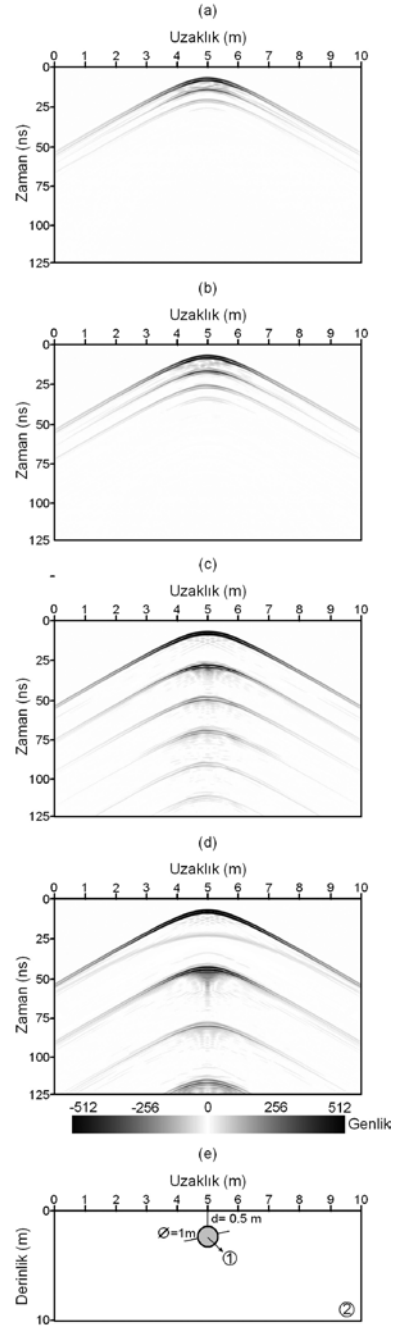 (a)
Uzaklık (m)
0 1 2 3 4 5 6 7 8 9 10
Zaman (ns)
0
25
50
75
100
125
(b)
Uzaklık (m)
0 1 2 3 4 5 6 7 8 9 10
Zaman (ns)
0
25
50
75
100
125
(c)
Uzaklık (m)
0 1 2 3 4 5 6 7 8 9 10
Zaman (ns)
0
25
50
75
100
125
(d)
Uzaklık (m)
0 1 2 3 4 5 6 7 8 9 10
Zaman (ns)
0
25
50
75
100
125
-512 -256 0 256 512
Genlik
(e)
Uzaklık (m)
0 1 2 3 4 5 6 7 8 9 10
Derinlik (m)
0
5
10
d= 0.5 m
Ø=1m
①
②